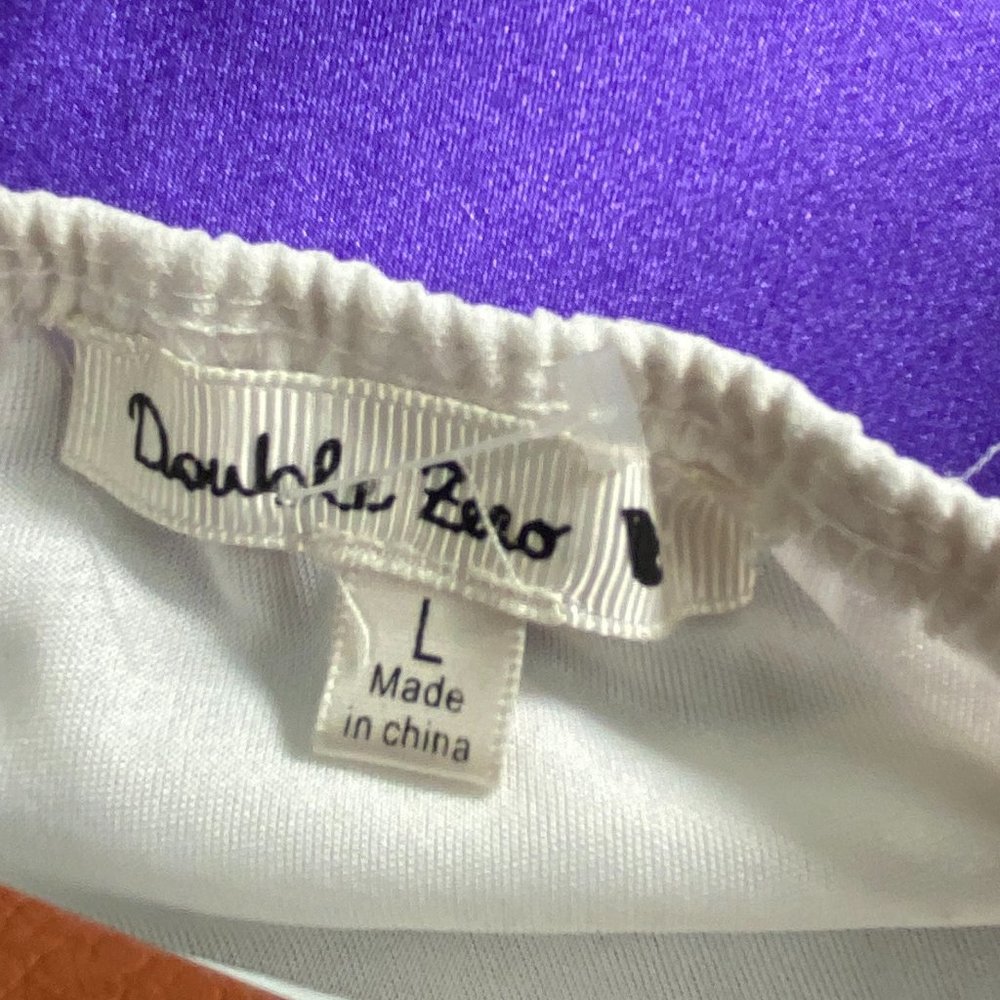 Double Zero
L
Made
in china